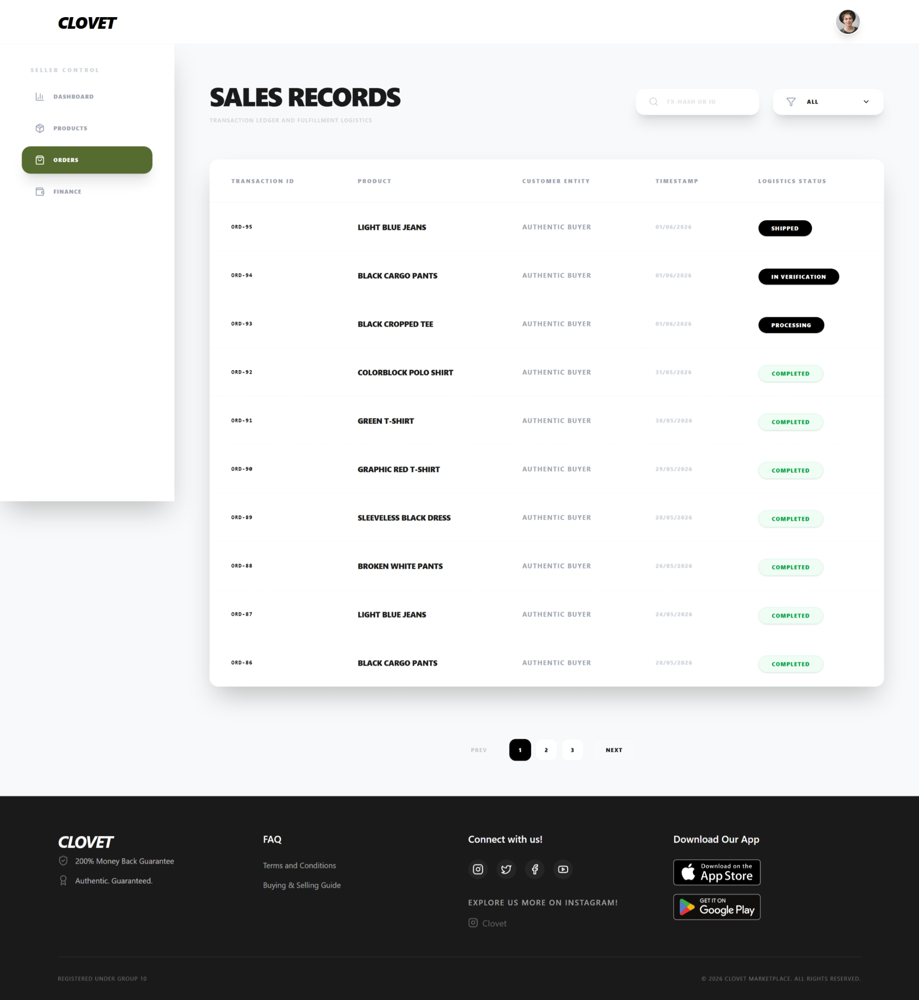 CLOVET
SELLER CONTROL
DASHBOARD
PRODUCTS
ORDERS
FINANCE
SALES RECORDS
TRANSACTION LEDGER AND FULFILLMENT LOGISTICS
TX-HASH OR ID
ALL
TRANSACTION ID PRODUCT CUSTOMER ENTITY TIMESTAMP LOGISTICS STATUS
ORD-95 LIGHT BLUE JEANS AUTHENTIC BUYER 01/06/2026 SHIPPED
ORD-94 BLACK CARGO PANTS AUTHENTIC BUYER 01/06/2026 IN VERIFICATION
ORD-93 BLACK CROPPED TEE AUTHENTIC BUYER 01/06/2026 PROCESSING
ORD-92 COLORBLOCK POLO SHIRT AUTHENTIC BUYER 31/05/2026 COMPLETED
ORD-91 GREEN T-SHIRT AUTHENTIC BUYER 30/05/2026 COMPLETED
ORD-90 GRAPHIC RED T-SHIRT AUTHENTIC BUYER 29/05/2026 COMPLETED
ORD-89 SLEEVELESS BLACK DRESS AUTHENTIC BUYER 28/05/2026 COMPLETED
ORD-88 BROKEN WHITE PANTS AUTHENTIC BUYER 26/05/2026 COMPLETED
ORD-87 LIGHT BLUE JEANS AUTHENTIC BUYER 24/05/2026 COMPLETED
ORD-86 BLACK CARGO PANTS AUTHENTIC BUYER 20/05/2026 COMPLETED
PREV 1 2 3 NEXT
CLOVET
200% Money Back Guarantee
Authentic. Guaranteed.
FAQ
Terms and Conditions
Buying & Selling Guide
Connect with us!
EXPLORE US MORE ON INSTAGRAM!
Clovet
Download Our App
Download on the
App Store
GET IT ON
Google Play
REGISTERED UNDER GROUP 10
© 2026 CLOVET MARKETPLACE. ALL RIGHTS RESERVED.